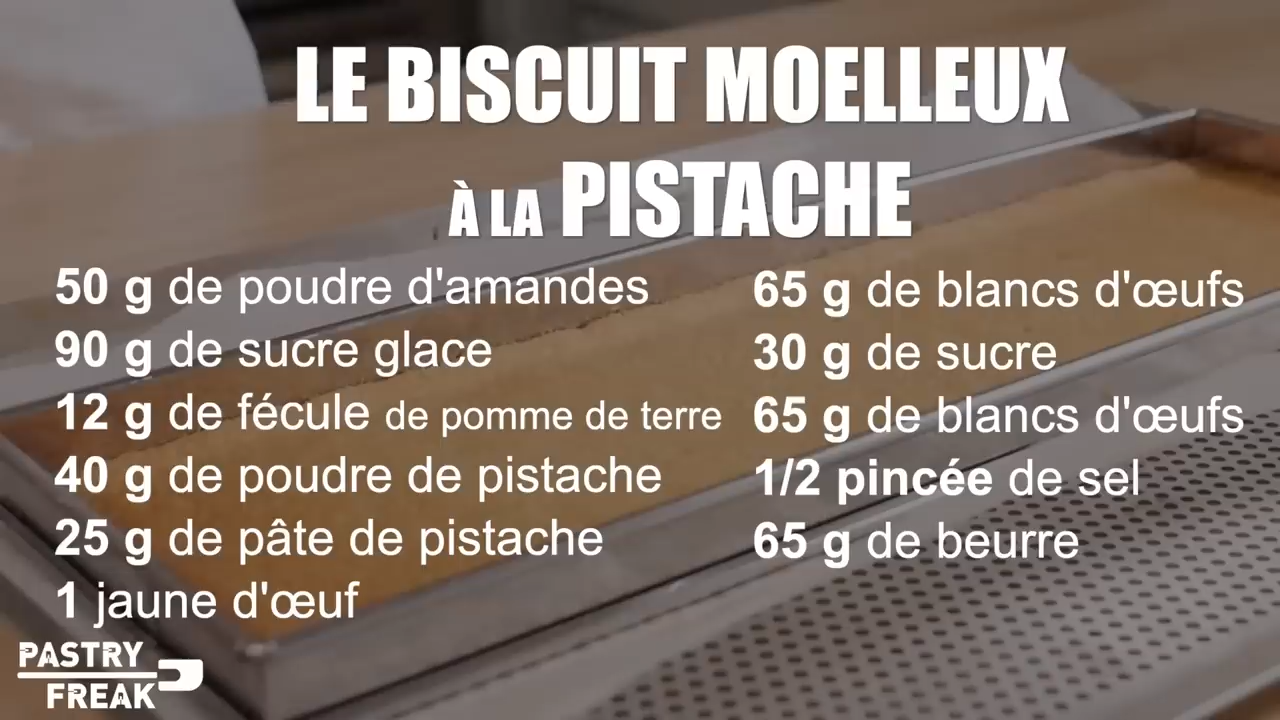 LE BISCUIT MOELLEUX
À LA PISTACHE
50 g de poudre d'amandes
90 g de sucre glace
12 g de fécule de pomme de terre
40 g de poudre de pistache
25 g de pâte de pistache
1 jaune d'œuf
65 g de blancs d'œufs
30 g de sucre
65 g de blancs d'œufs
1/2 pincée de sel
65 g de beurre
PASTRY
FREAK